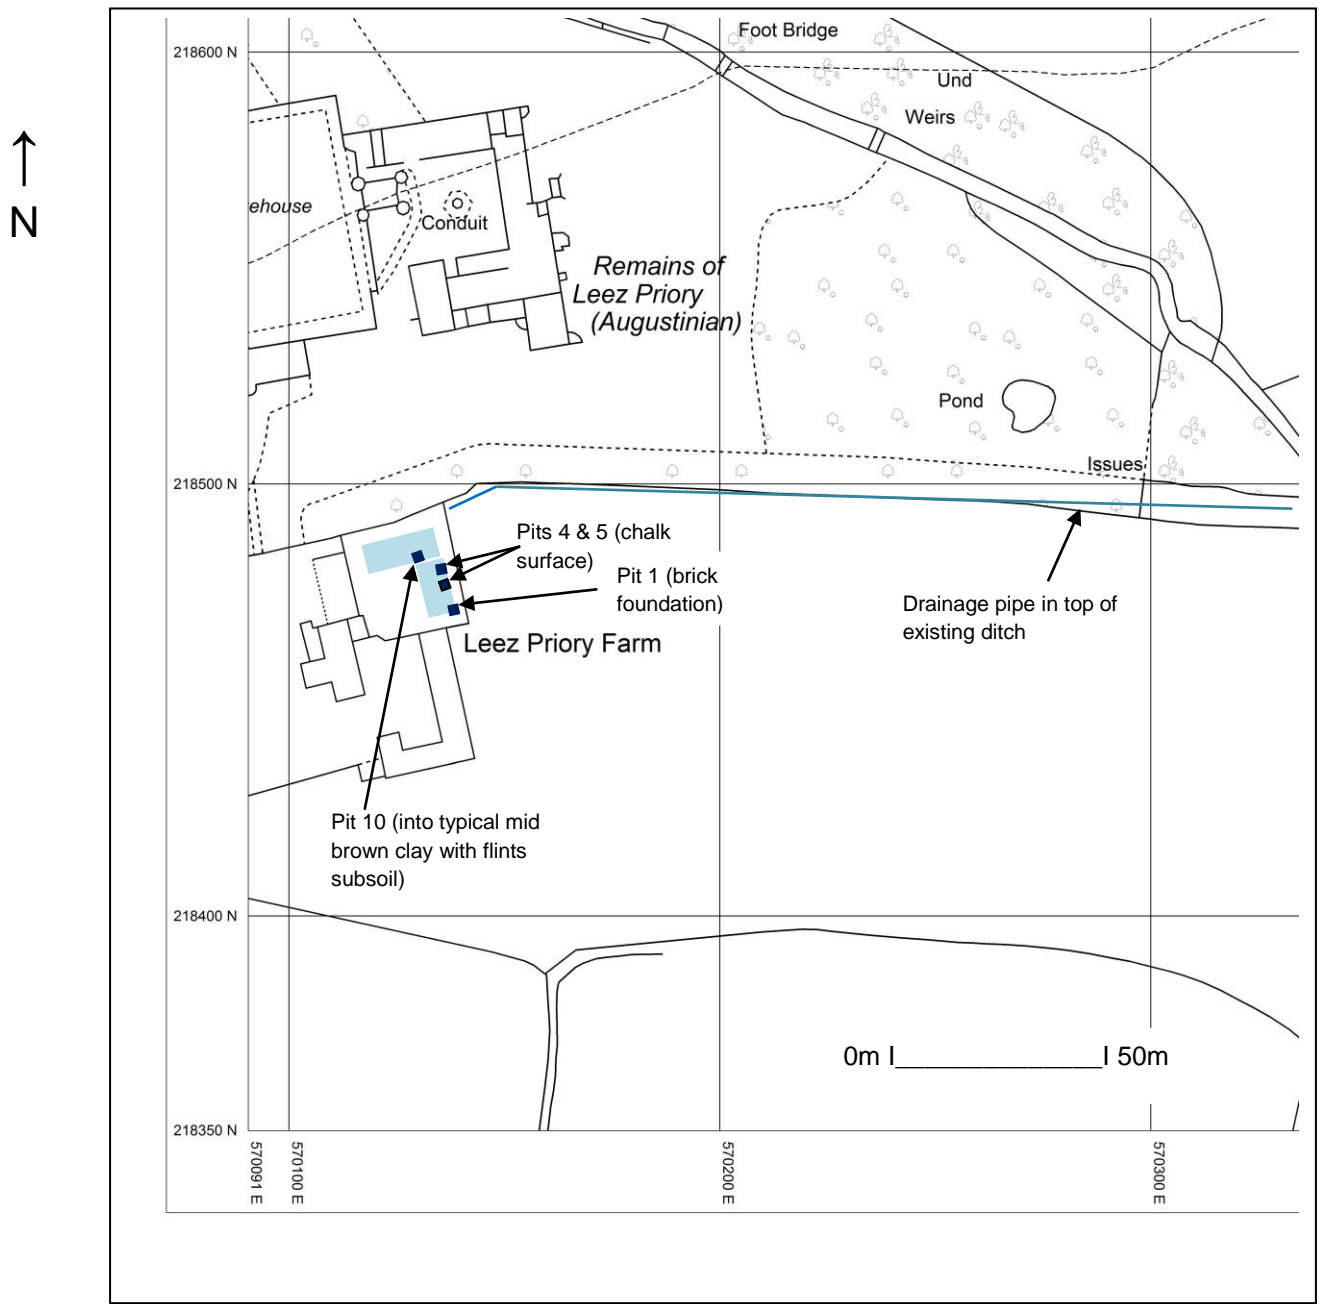 218600 N
Foot Bridge
Und
Weirs
N
ehouse
Conduit
Remains of
Leez Priory
(Augustinian)
Pond
Issues
218500 N
Pits 4 & 5 (chalk
surface)
Pit 1 (brick
foundation)
Drainage pipe in top of
existing ditch
Leez Priory Farm
Pit 10 (into typical mid
brown clay with flints
subsoil)
218400 N
0m I______________I 50m
218350 N
570091 E
570100 E
570200 E
570300 E